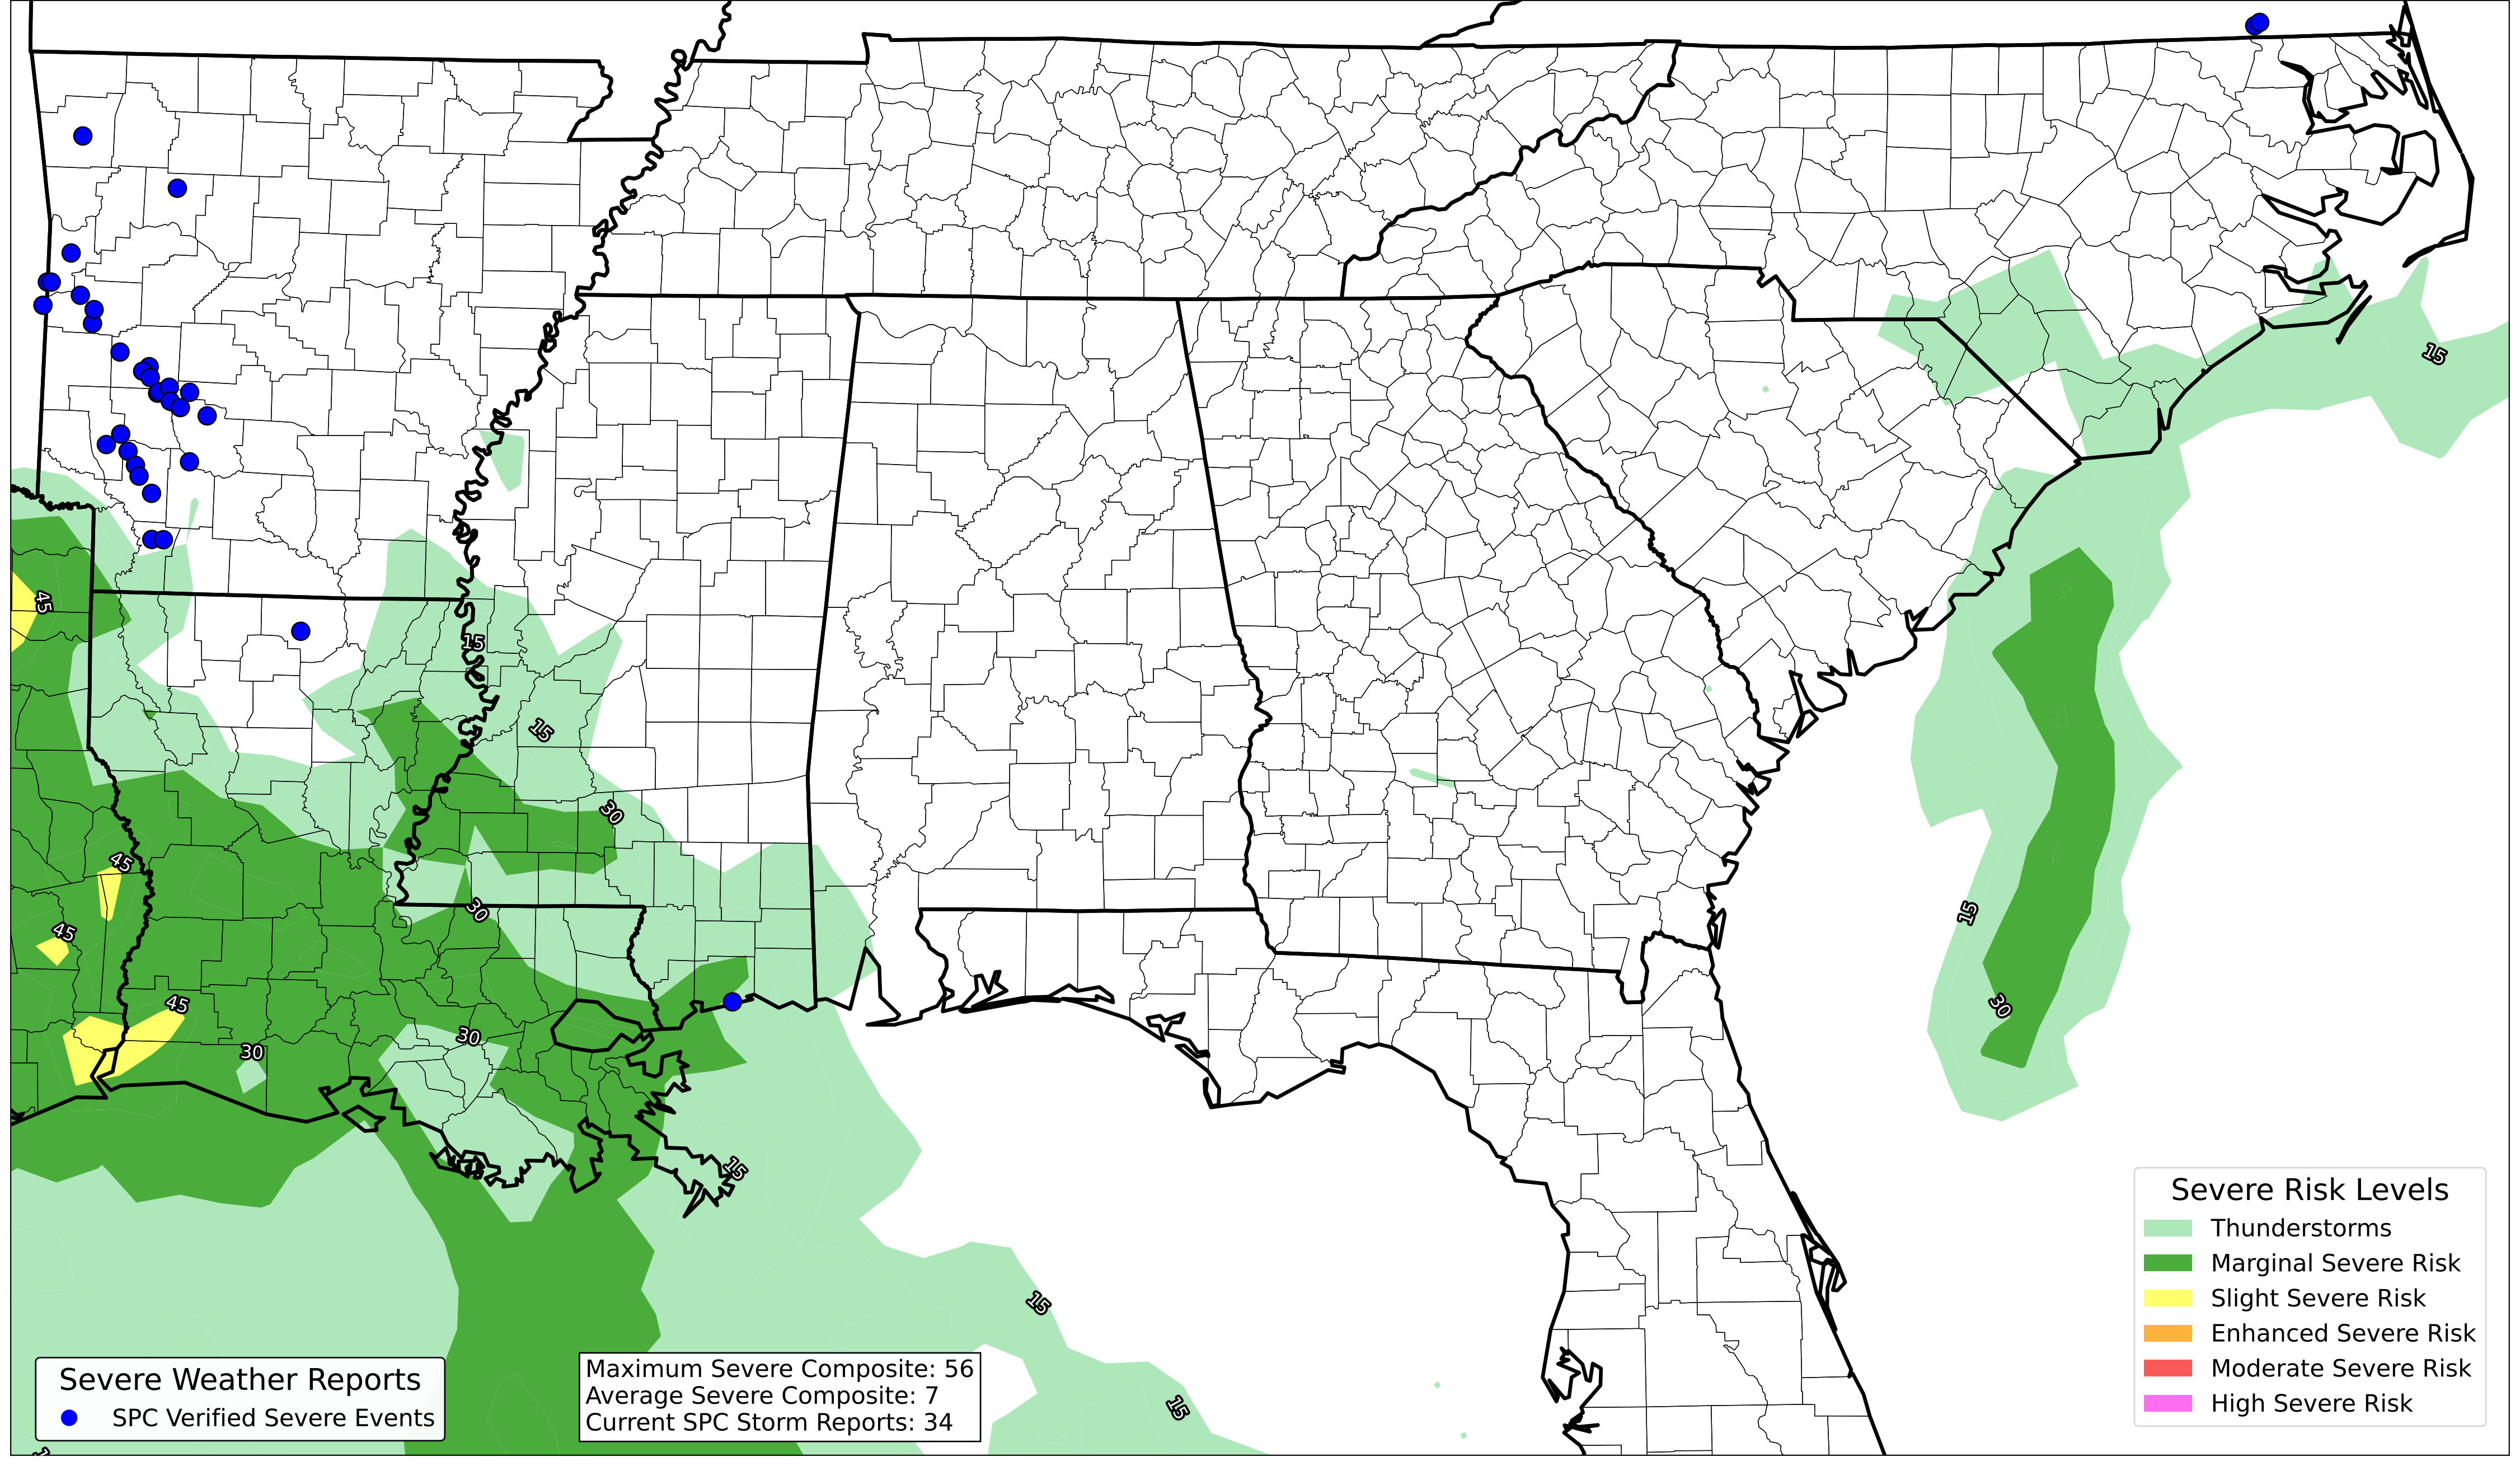 15
45
15
15
30
45
30
45
15
45
30
30
30
15
15
15
Severe Risk Levels
Thunderstorms
Marginal Severe Risk
Slight Severe Risk
Enhanced Severe Risk
Moderate Severe Risk
High Severe Risk
Severe Weather Reports
SPC Verified Severe Events
Maximum Severe Composite: 56
Average Severe Composite: 7
Current SPC Storm Reports: 34